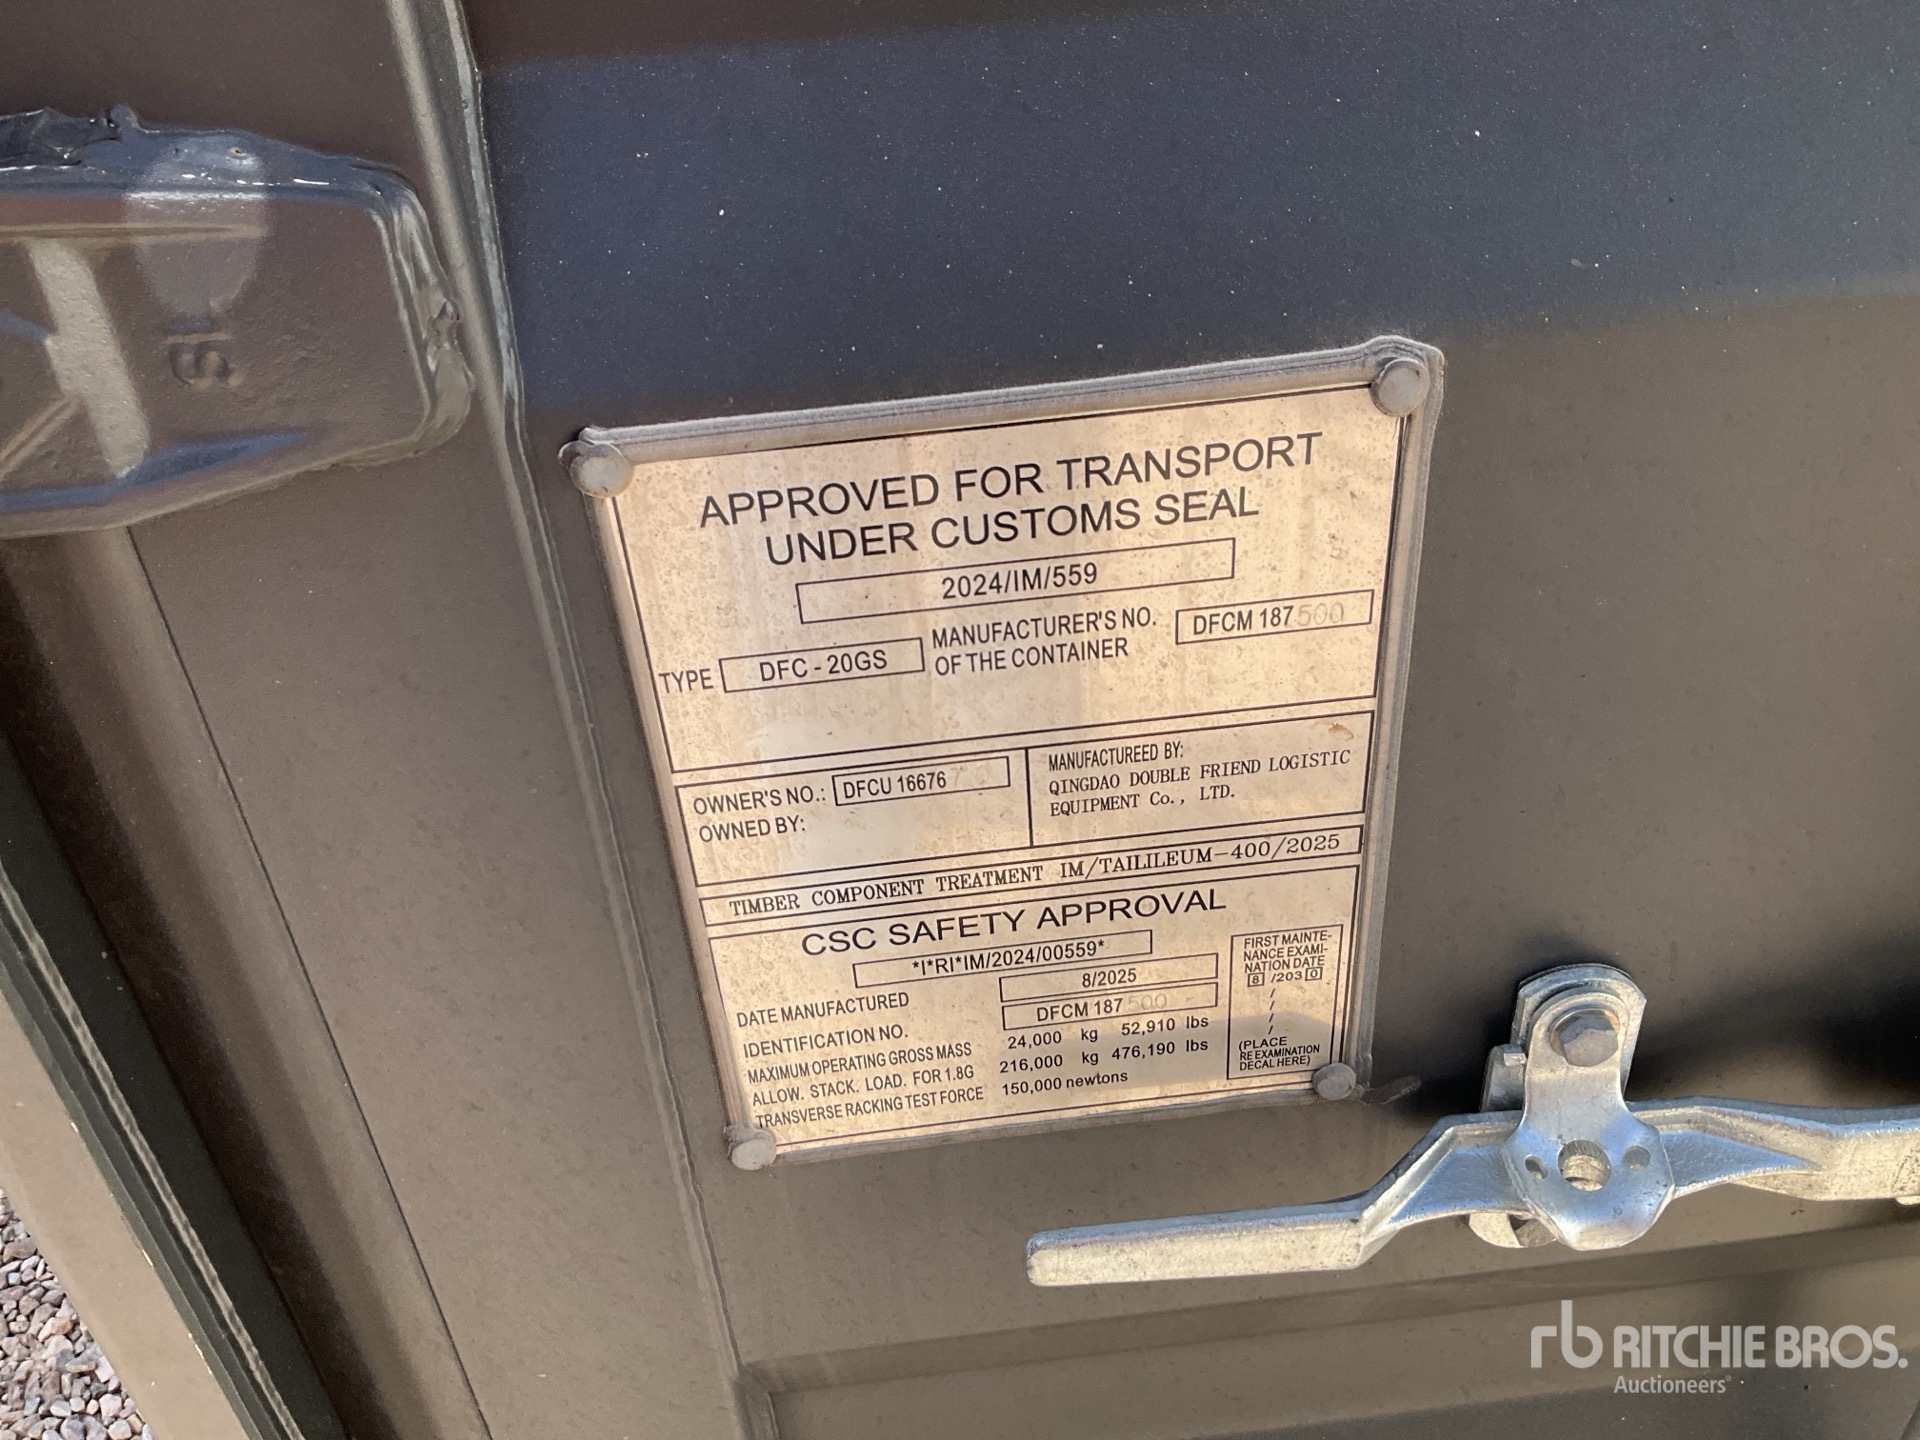 SL
APPROVED FOR TRANSPORT
UNDER CUSTOMS SEAL
2024/IM/559
TYPE DFC - 20GS MANUFACTURER'S NO.
OF THE CONTAINER DFCM 187500
OWNER'S NO.: DFCU 16676
OWNED BY:
MANUFACTUREED BY:
QINGDAO DOUBLE FRIEND LOGISTIC
EQUIPMENT Co., LTD.
TIMBER COMPONENT TREATMENT IM/TAILILEUM-400/2025
CSC SAFETY APPROVAL
*I*RI*IM/2024/00559*
DATE MANUFACTURED 8/2025
IDENTIFICATION NO. DFCM 187500
MAXIMUM OPERATING GROSS MASS 24,000 kg 52,910 lbs
ALLOW. STACK. LOAD. FOR 1.8G 216,000 kg 476,190 lbs
TRANSVERSE RACKING TEST FORCE 150,000 newtons
FIRST MAINTE-
NANCE EXAMI-
NATION DATE
8 /203 0
/
/
/
/
(PLACE
REEXAMINATION
DECAL HERE)
rb RITCHIE BROS.
Auctioneers